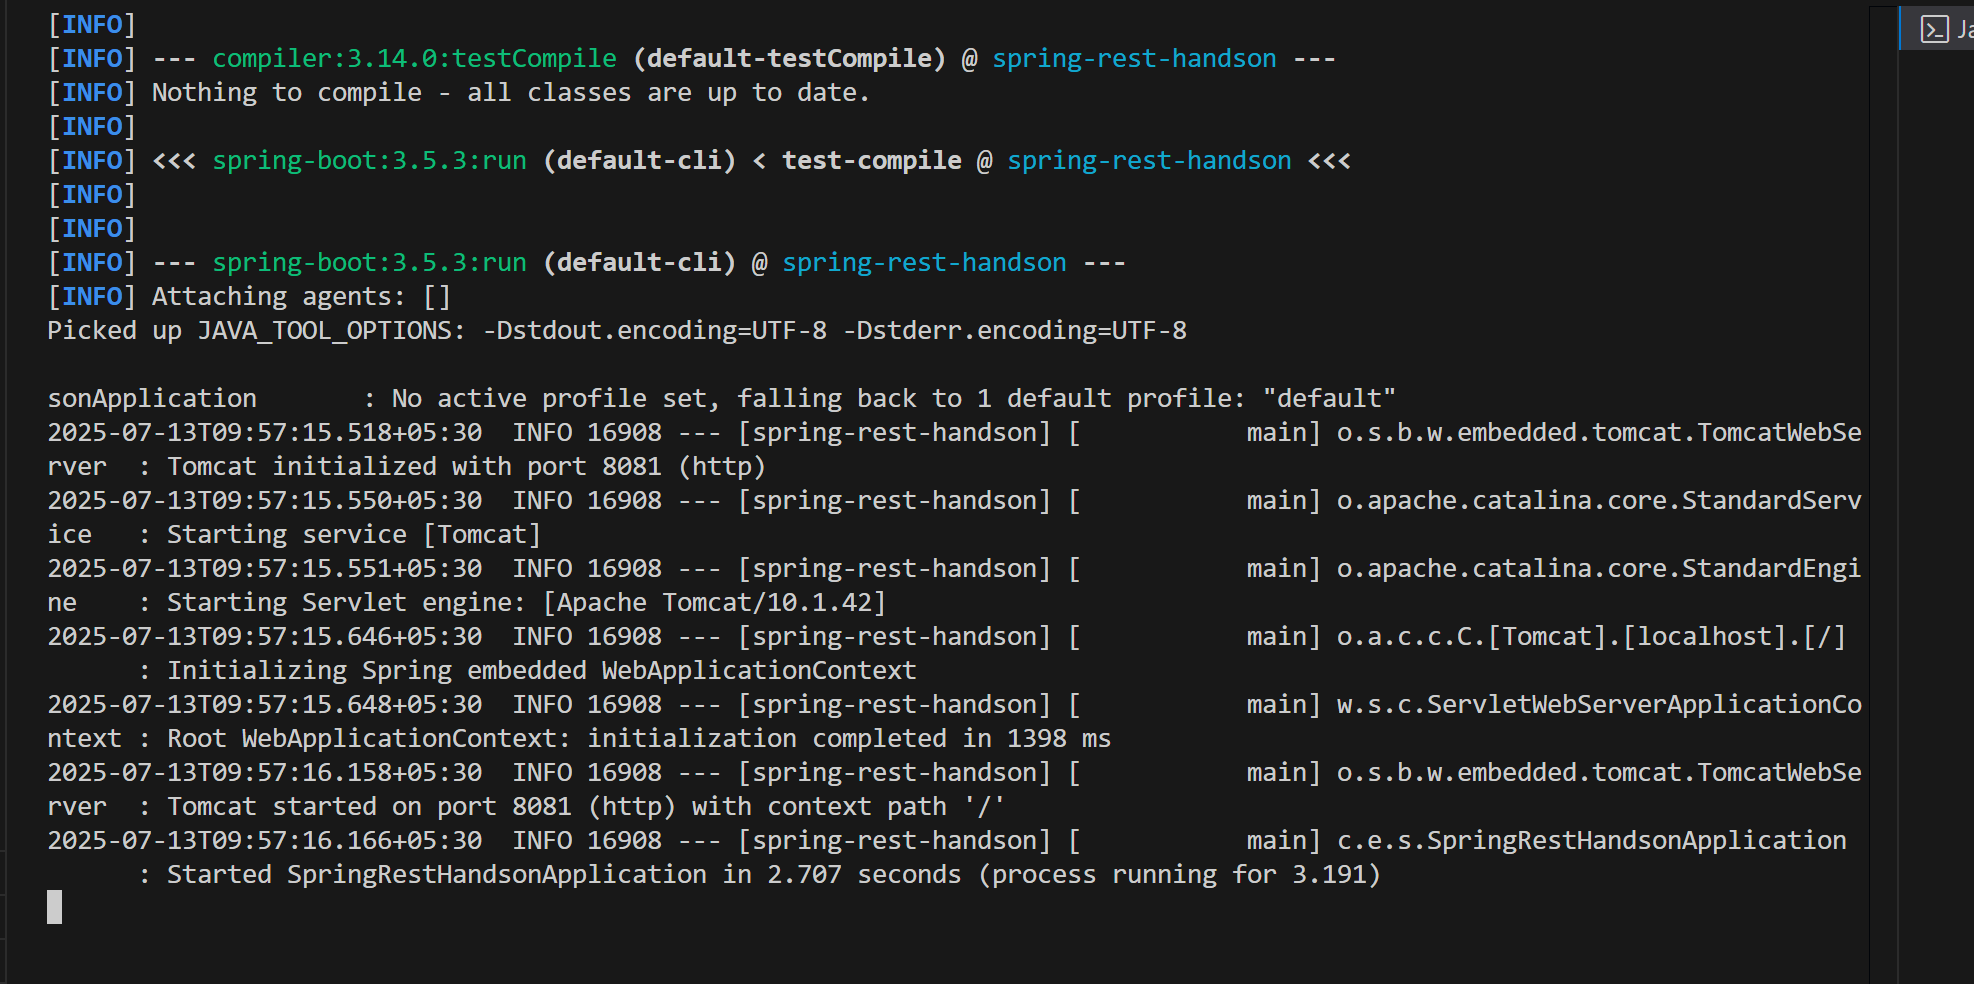 [INFO]
[INFO] --- compiler:3.14.0:testCompile (default-testCompile) @ spring-rest-handson ---
[INFO] Nothing to compile - all classes are up to date.
[INFO]
[INFO] <<< spring-boot:3.5.3:run (default-cli) < test-compile @ spring-rest-handson <<<
[INFO]
[INFO]
[INFO] --- spring-boot:3.5.3:run (default-cli) @ spring-rest-handson ---
[INFO] Attaching agents: []
Picked up JAVA_TOOL_OPTIONS: -Dstdout.encoding=UTF-8 -Dstderr.encoding=UTF-8
sonApplication       : No active profile set, falling back to 1 default profile: "default"
2025-07-13T09:57:15.518+05:30  INFO 16908 --- [spring-rest-handson] [           main] o.s.b.w.embedded.tomcat.TomcatWebSe
rver  : Tomcat initialized with port 8081 (http)
2025-07-13T09:57:15.550+05:30  INFO 16908 --- [spring-rest-handson] [           main] o.apache.catalina.core.StandardServ
ice   : Starting service [Tomcat]
2025-07-13T09:57:15.551+05:30  INFO 16908 --- [spring-rest-handson] [           main] o.apache.catalina.core.StandardEngi
ne    : Starting Servlet engine: [Apache Tomcat/10.1.42]
2025-07-13T09:57:15.646+05:30  INFO 16908 --- [spring-rest-handson] [           main] o.a.c.c.C.[Tomcat].[localhost].[/]
      : Initializing Spring embedded WebApplicationContext
2025-07-13T09:57:15.648+05:30  INFO 16908 --- [spring-rest-handson] [           main] w.s.c.ServletWebServerApplicationCo
ntext : Root WebApplicationContext: initialization completed in 1398 ms
2025-07-13T09:57:16.158+05:30  INFO 16908 --- [spring-rest-handson] [           main] o.s.b.w.embedded.tomcat.TomcatWebSe
rver  : Tomcat started on port 8081 (http) with context path '/'
2025-07-13T09:57:16.166+05:30  INFO 16908 --- [spring-rest-handson] [           main] c.e.s.SpringRestHandsonApplication
      : Started SpringRestHandsonApplication in 2.707 seconds (process running for 3.191)